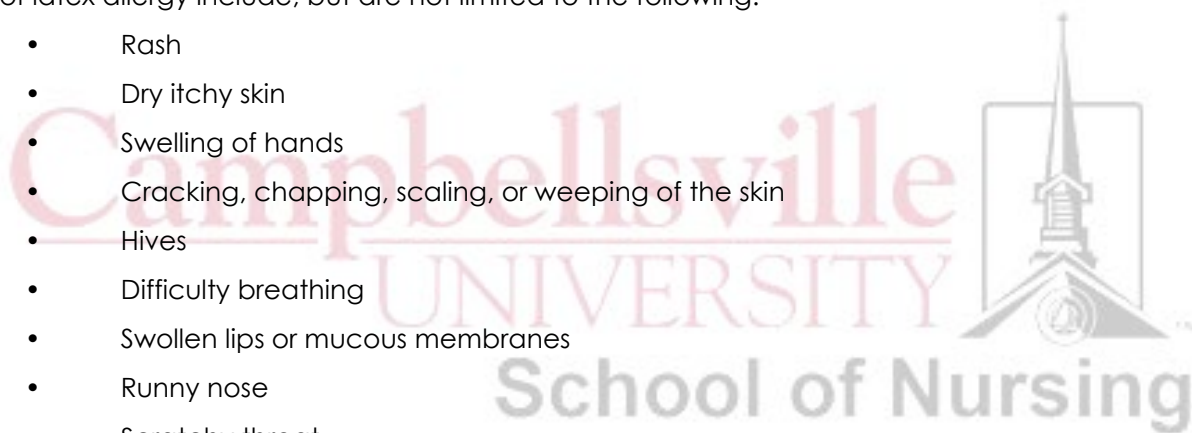 of latex allergy include, but are not limited to the following:
• Rash
• Dry itchy skin
• Swelling of hands
• Cracking, chapping, scaling, or weeping of the skin
• Hives
• Difficulty breathing
• Swollen lips or mucous membranes
• Runny nose
Scratchy throat
Campbellsville
UNIVERSITY
School of Nursing